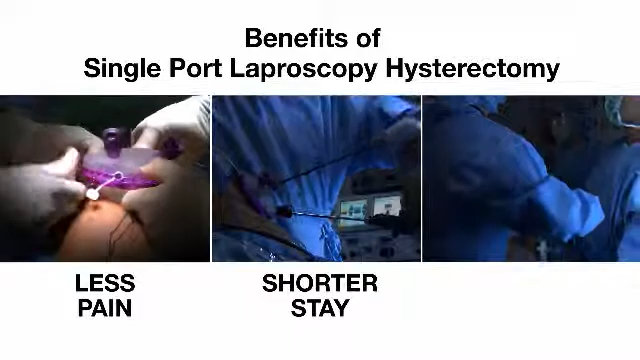 Benefits of
Single Port Laproscopy Hysterectomy
LESS
PAIN
SHORTER
STAY